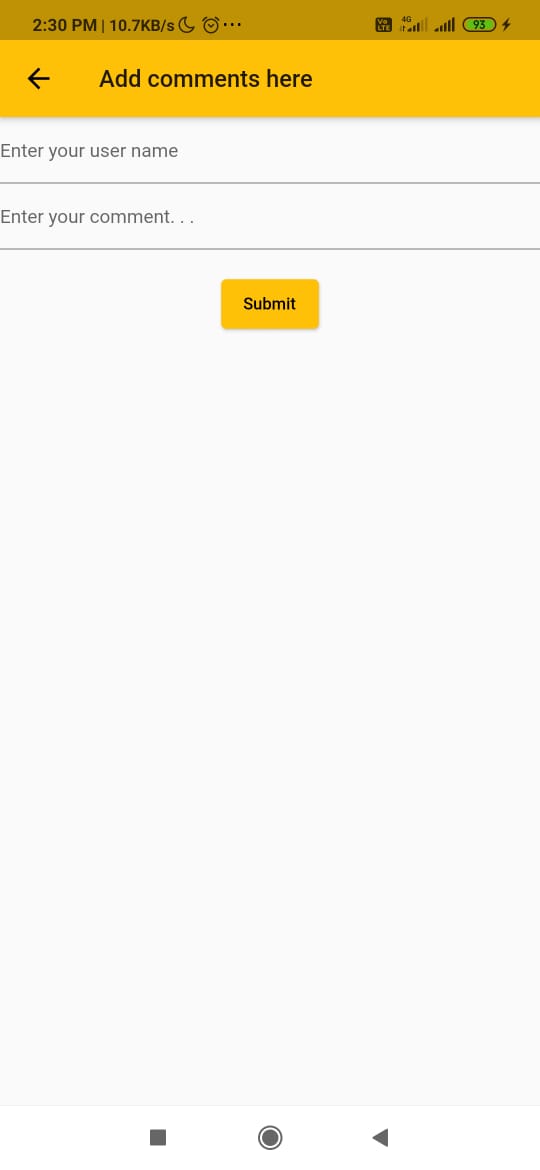 2:30 PM | 10.7KB/s ...
Vo LTE 4G 93
Add comments here
Enter your user name
Enter your comment. . .
Submit